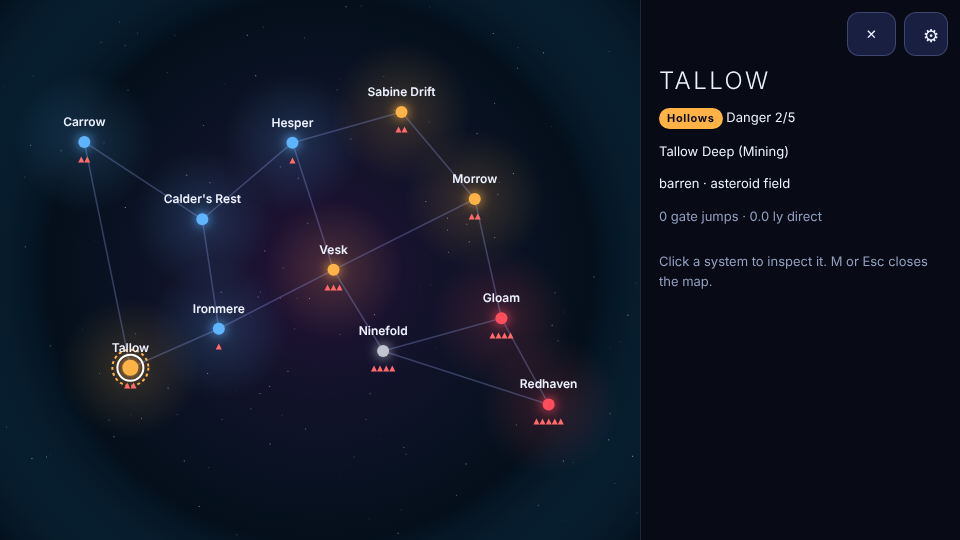 Sabine Drift
Carrow
Hesper
Morrow
Calder's Rest
Vesk
Gloam
Ironmere
Ninefold
Tallow
Redhaven
×
⚙
TALLOW
Hollows Danger 2/5
Tallow Deep (Mining)
barren · asteroid field
0 gate jumps · 0.0 ly direct
Click a system to inspect it. M or Esc closes
the map.